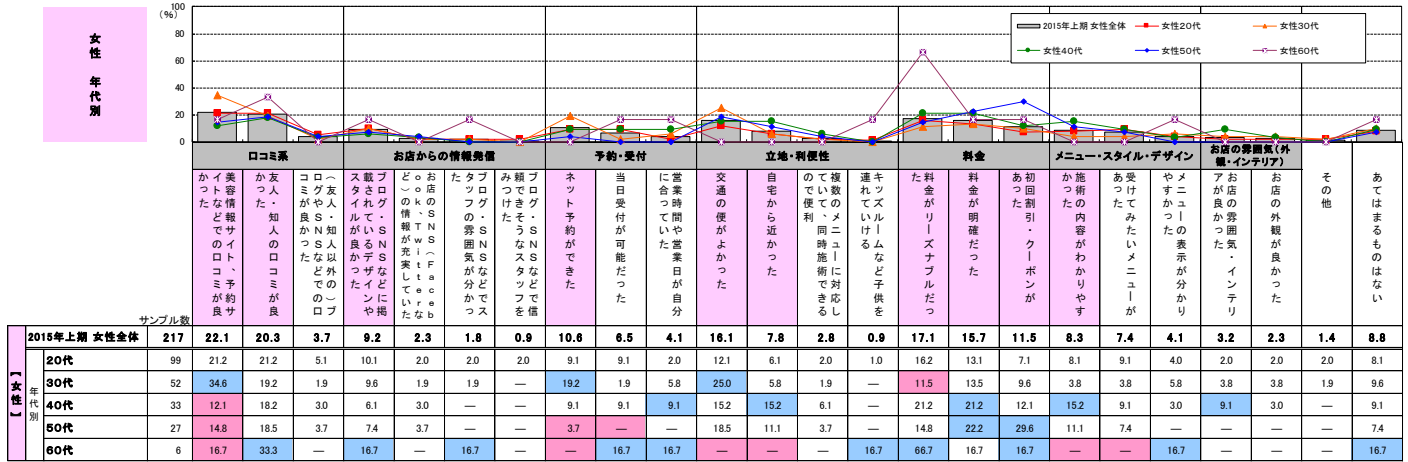 女性 年代別
(%)
100
80
60
40
20
0
2015年上期 女性全体
女性20代
女性30代
女性40代
女性50代
女性60代
口コミ系
お店からの情報発信
予約・受付
立地・利便性
料金
メニュー・スタイル・デザイン
お店の雰囲気(外
観・インテリア)
美容情報サイト、予約サ
イトなどでの口コミが良
かった
友人・知人の口コミが良
かった
(友人・知人以外の)ブ
ログやSNSなどでの口
コミが良かった
ブログ・SNSなどに掲
載されているデザインや
スタイルが良かった
お店のSNS(Faceb
ook、Twitterな
ど)の情報が充実していた
ブログ・SNSなどでス
タッフの雰囲気が分かっ
た
ブログ・SNSなどで信
頼できそうなスタッフを
みつけた
ネット予約ができた
当日受付が可能だった
営業時間や営業日が自分
に合っていた
交通の便がよかった
自宅から近かった
複数のメニューに対応し
ていて、同時施術できる
ので便利
キッズルームなど子供を
連れていける
料金がリーズナブルだっ
た
料金が明確だった
初回割引・クーポンが
あった
施術の内容がわかりやす
かった
受けてみたいメニューが
あった
メニューの表示が分かり
やすかった
お店の雰囲気・インテリ
アが良かった
お店の外観が良かった
その他
あてはまるものはない
サンプル数
2015年上期 女性全体 217 22.1 20.3 3.7 9.2 2.3 1.8 0.9 10.6 6.5 4.1 16.1 7.8 2.8 0.9 17.1 15.7 11.5 8.3 7.4 4.1 3.2 2.3 1.4 8.8
【女性】
年代別
20代 99 21.2 21.2 5.1 10.1 2.0 2.0 2.0 9.1 9.1 2.0 12.1 6.1 2.0 1.0 16.2 13.1 7.1 8.1 9.1 4.0 2.0 2.0 2.0 8.1
30代 52 34.6 19.2 1.9 9.6 1.9 1.9 — 19.2 1.9 5.8 25.0 5.8 1.9 — 11.5 13.5 9.6 3.8 3.8 5.8 3.8 3.8 1.9 9.6
40代 33 12.1 18.2 3.0 6.1 3.0 — — 9.1 9.1 9.1 15.2 15.2 6.1 — 21.2 21.2 12.1 15.2 9.1 3.0 9.1 3.0 — 9.1
50代 27 14.8 18.5 3.7 7.4 3.7 — — 3.7 — — 18.5 11.1 3.7 — 14.8 22.2 29.6 11.1 7.4 — — — — 7.4
60代 6 16.7 33.3 — 16.7 — 16.7 — — 16.7 16.7 — — — 16.7 66.7 16.7 16.7 — — 16.7 — — — 16.7